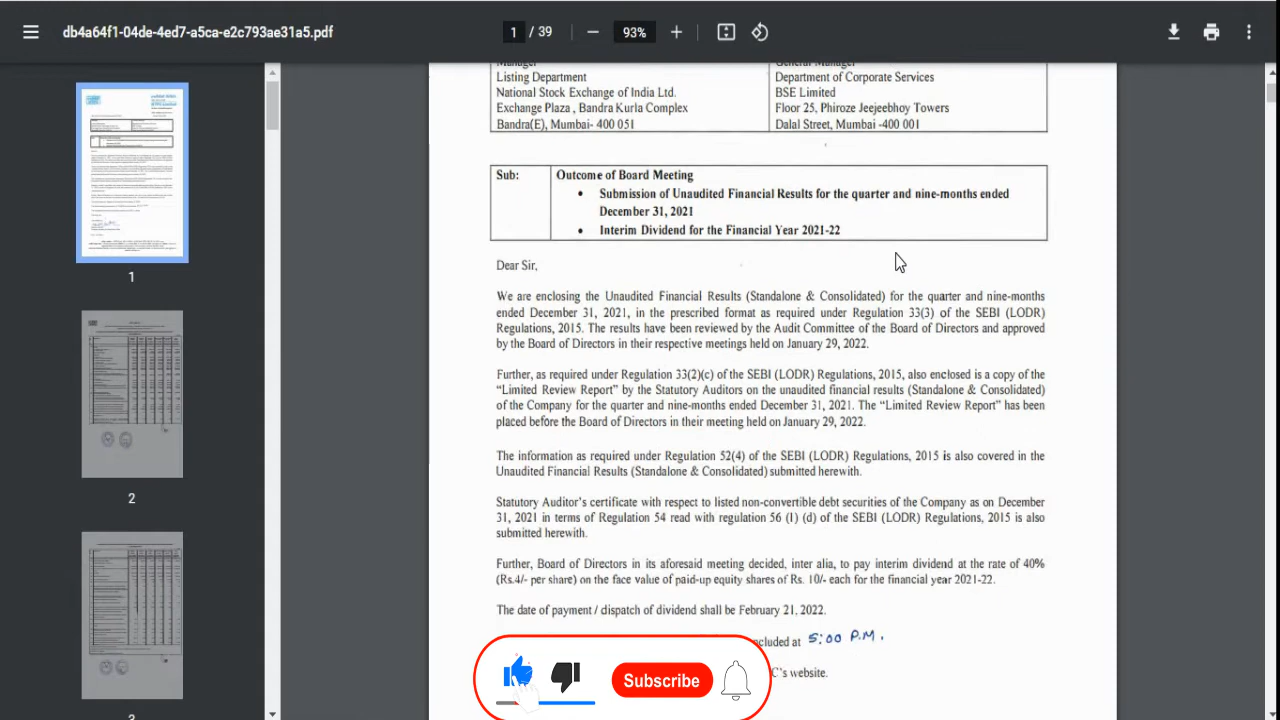 db4a64f1-04de-4ed7-a5ca-e2c793ae31a5.pdf
1 / 39
93%
Manager
Listing Department
National Stock Exchange of India Ltd.
Exchange Plaza , Bandra Kurla Complex
Bandra(E), Mumbai- 400 051
General Manager
Department of Corporate Services
BSE Limited
Floor 25, Phiroze Jeejeebhoy Towers
Dalal Street, Mumbai -400 001
Sub: Outcome of Board Meeting
• Submission of Unaudited Financial Results for the quarter and nine-months ended
December 31, 2021
• Interim Dividend for the Financial Year 2021-22
Dear Sir,
We are enclosing the Unaudited Financial Results (Standalone & Consolidated) for the quarter and nine-months
ended December 31, 2021, in the prescribed format as required under Regulation 33(3) of the SEBI (LODR)
Regulations, 2015. The results have been reviewed by the Audit Committee of the Board of Directors and approved
by the Board of Directors in their respective meetings held on January 29, 2022.
Further, as required under Regulation 33(2)(c) of the SEBI (LODR) Regulations, 2015, also enclosed is a copy of the
“Limited Review Report” by the Statutory Auditors on the unaudited financial results (Standalone & Consolidated)
of the Company for the quarter and nine-months ended December 31, 2021. The “Limited Review Report” has been
placed before the Board of Directors in their meeting held on January 29, 2022.
The information as required under Regulation 52(4) of the SEBI (LODR) Regulations, 2015 is also covered in the
Unaudited Financial Results (Standalone & Consolidated) submitted herewith.
Statutory Auditor's certificate with respect to listed non-convertible debt securities of the Company as on December
31, 2021 in terms of Regulation 54 read with regulation 56 (1) (d) of the SEBI (LODR) Regulations, 2015 is also
submitted herewith.
Further, Board of Directors in its aforesaid meeting decided, inter alia, to pay interim dividend at the rate of 40%
(Rs.4/- per share) on the face value of paid-up equity shares of Rs. 10/- each for the financial year 2021-22.
The date of payment / dispatch of dividend shall be February 21, 2022.
ncluded at 5:00 P.M.
C's website.
Subscribe
1
2
3